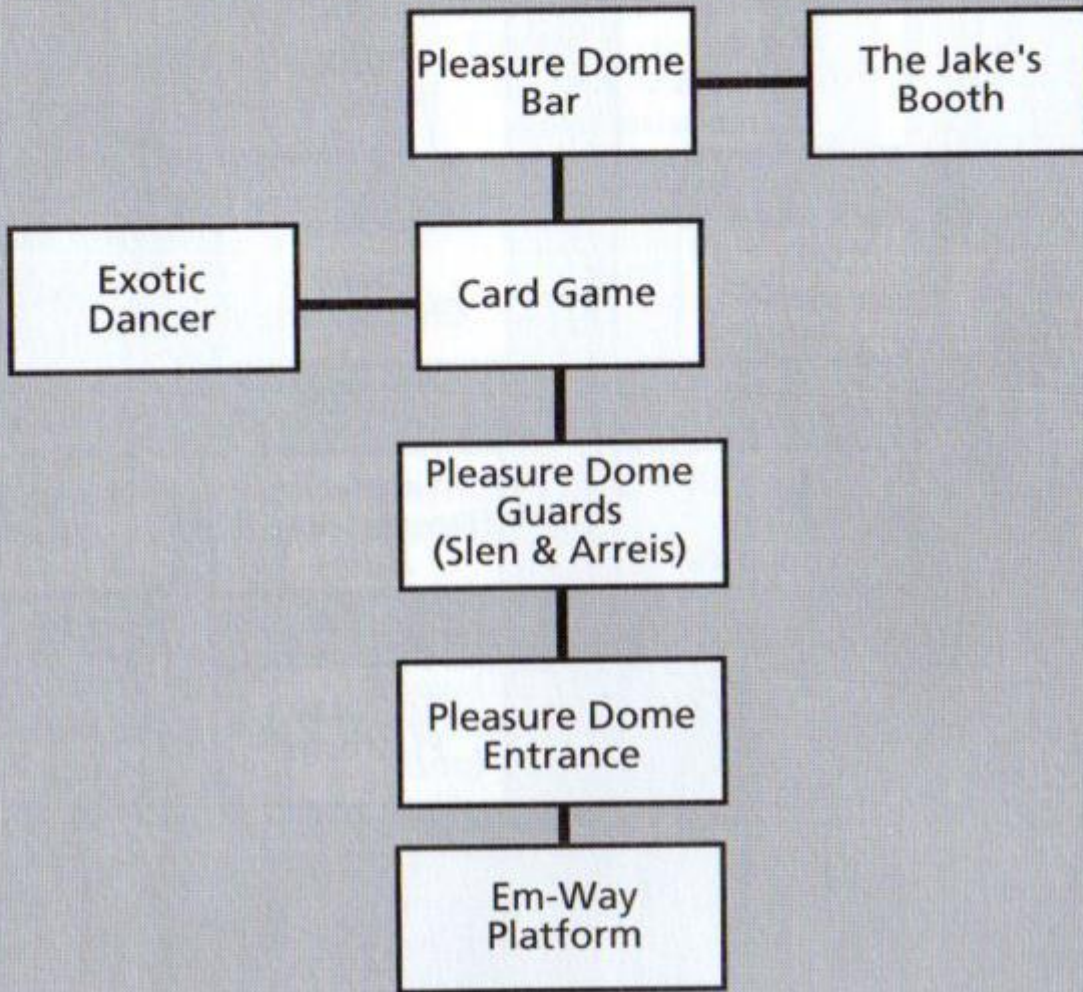 Pleasure Dome
Bar
The Jake's
Booth
Exotic
Dancer
Card Game
Pleasure Dome
Guards
(Slen & Arreis)
Pleasure Dome
Entrance
Em-Way
Platform